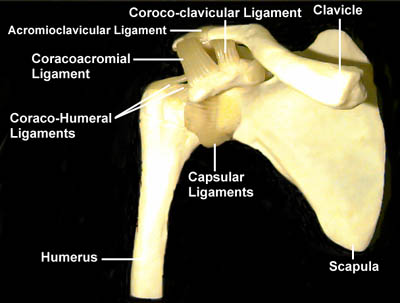 Coroco-clavicular Ligament
Clavicle
Acromioclavicular Ligament
Coracoacromial
Ligament
Coraco-Humeral
Ligaments
Capsular
Ligaments
Humerus
Scapula